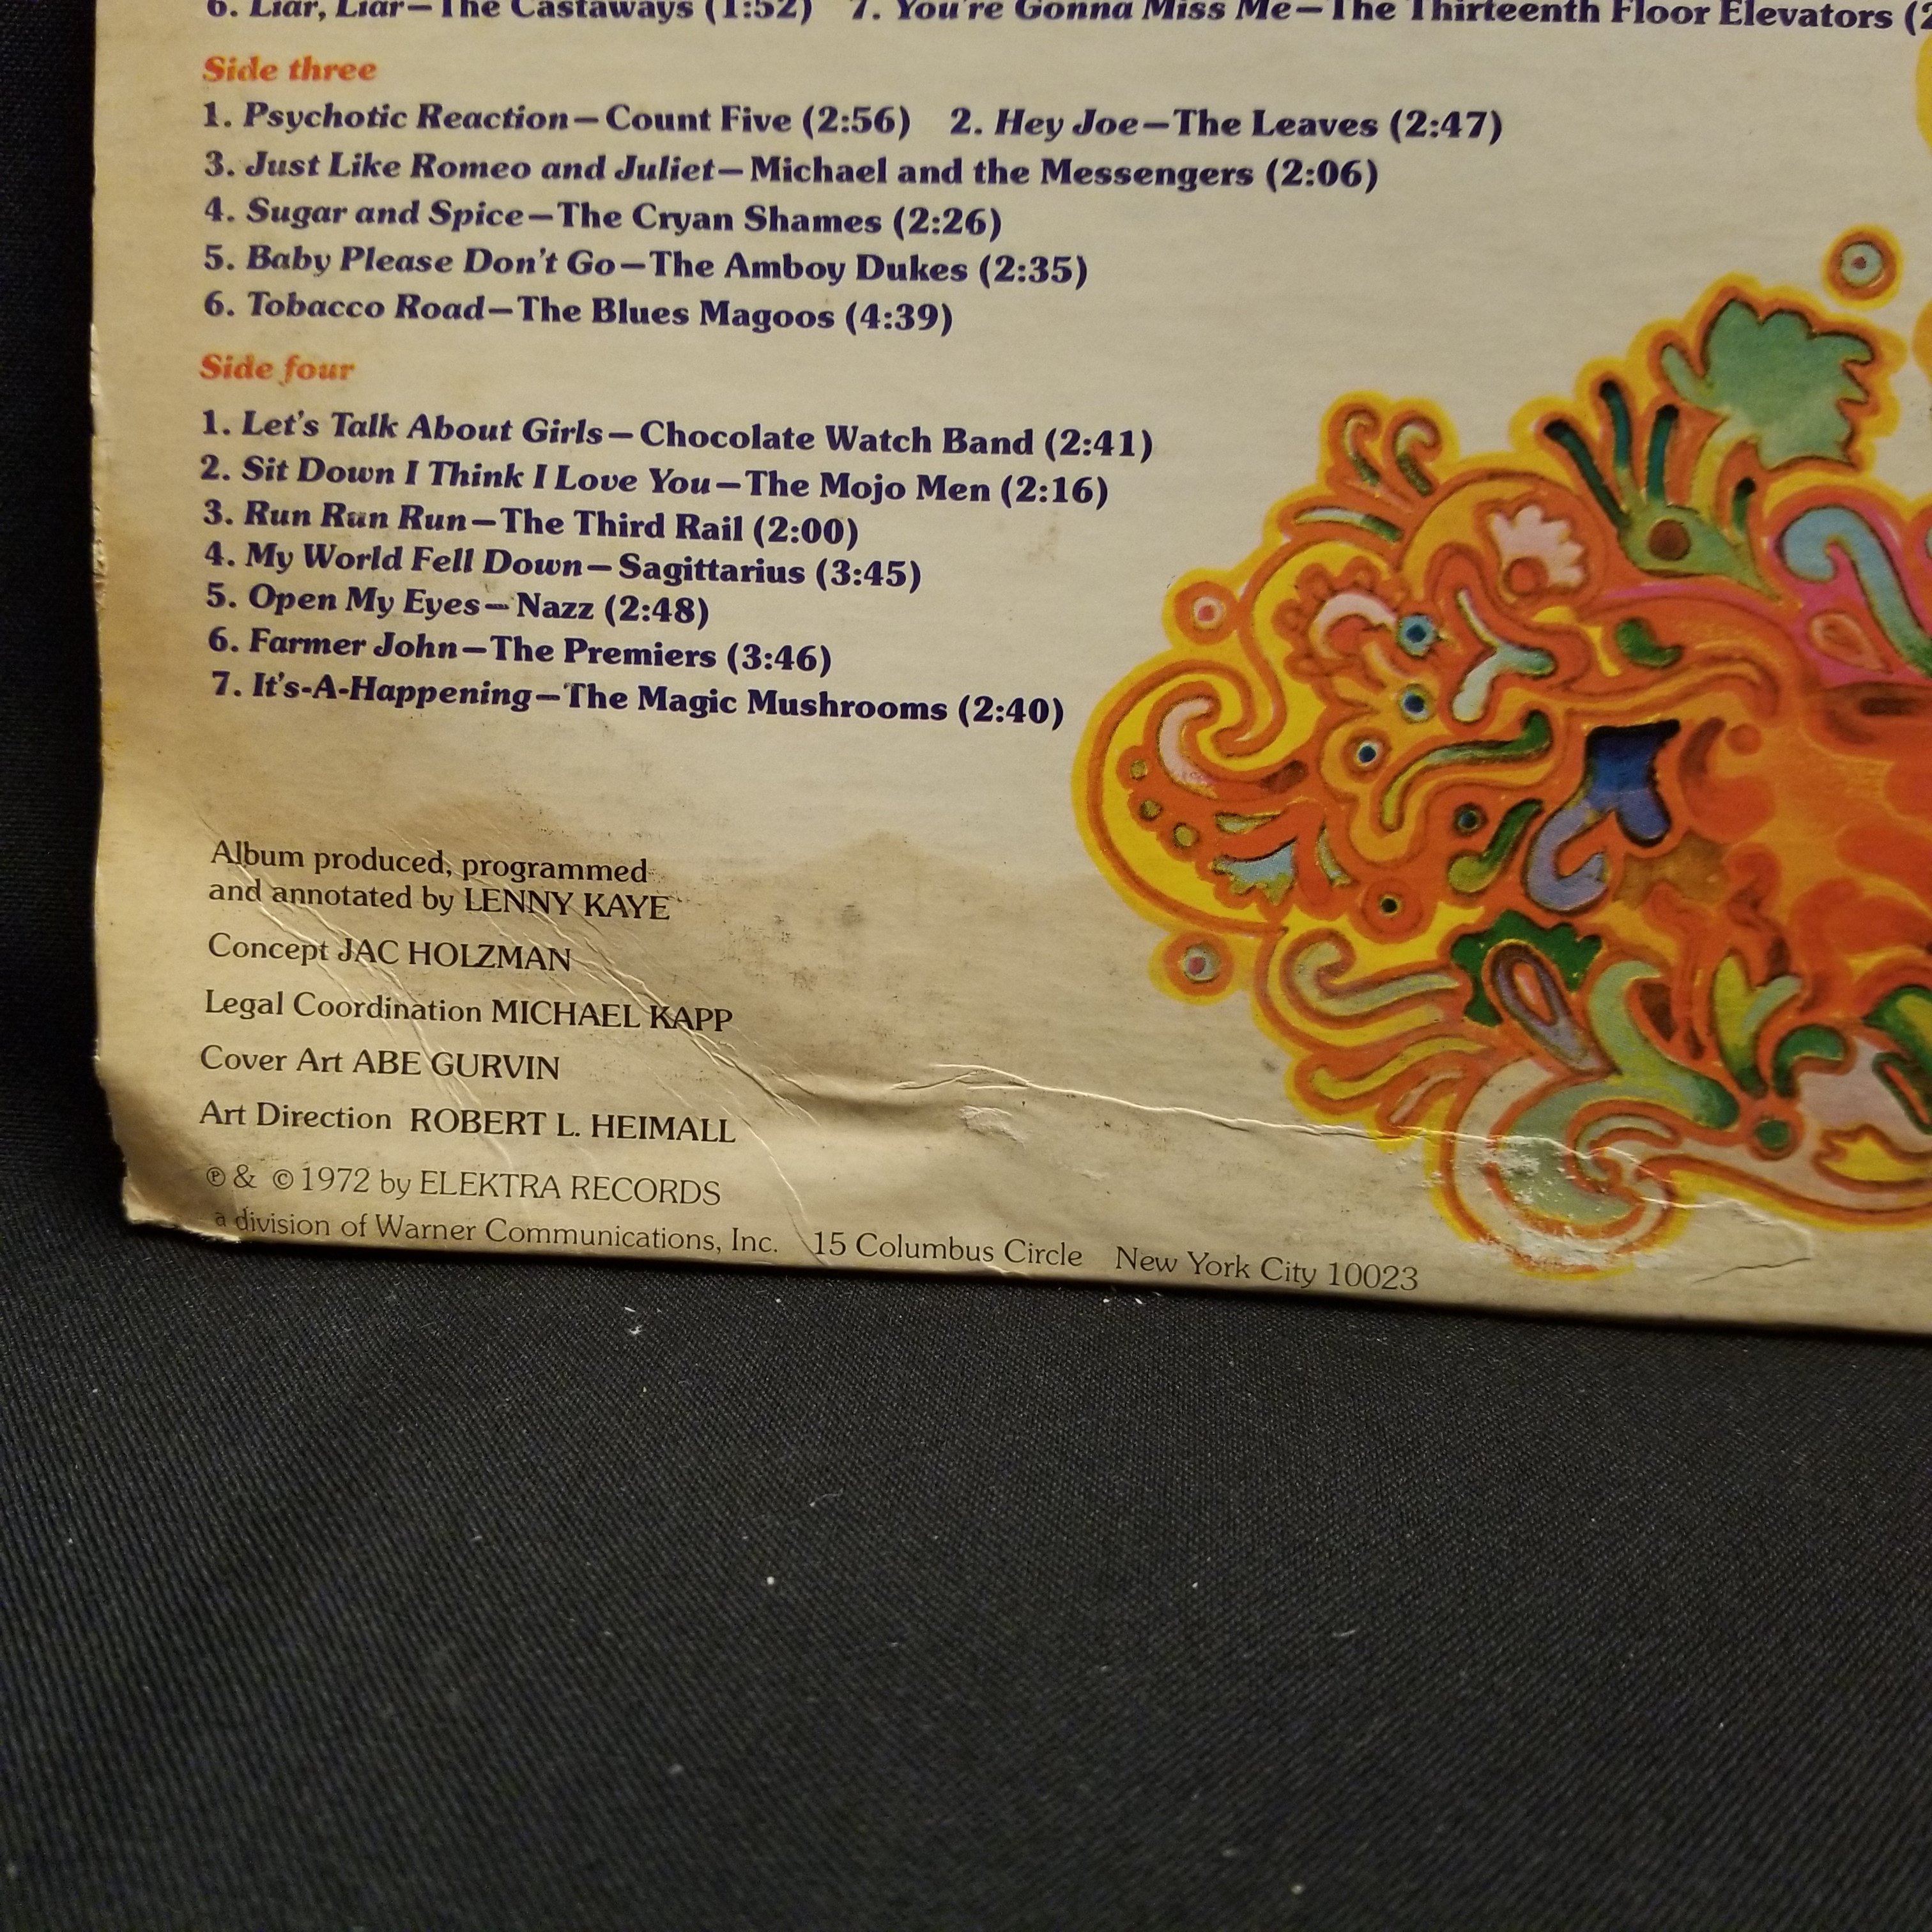 6. Liar, Liar—The Castaways (1:52) 7. You're Gonna Miss Me—The Thirteenth Floor Elevators (2
Side three
1. Psychotic Reaction—Count Five (2:56) 2. Hey Joe—The Leaves (2:47)
3. Just Like Romeo and Juliet—Michael and the Messengers (2:06)
4. Sugar and Spice—The Cryan Shames (2:26)
5. Baby Please Don't Go—The Amboy Dukes (2:35)
6. Tobacco Road—The Blues Magoos (4:39)
Side four
1. Let's Talk About Girls—Chocolate Watch Band (2:41)
2. Sit Down I Think I Love You—The Mojo Men (2:16)
3. Run Run Run—The Third Rail (2:00)
4. My World Fell Down—Sagittarius (3:45)
5. Open My Eyes—Nazz (2:48)
6. Farmer John—The Premiers (3:46)
7. It's-A-Happening—The Magic Mushrooms (2:40)
Album produced, programmed
and annotated by LENNY KAYE
Concept JAC HOLZMAN
Legal Coordination MICHAEL KAPP
Cover Art ABE GURVIN
Art Direction ROBERT L. HEIMALL
℗ & © 1972 by ELEKTRA RECORDS
a division of Warner Communications, Inc. 15 Columbus Circle New York City 10023